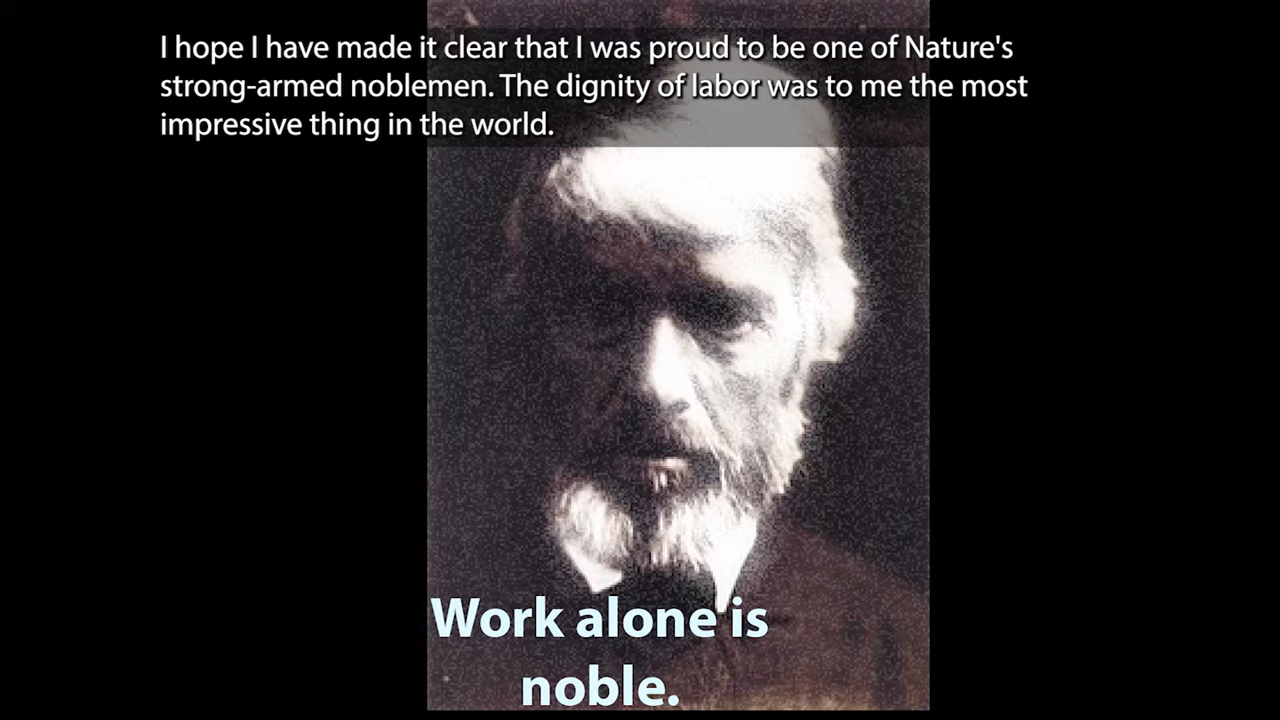 I hope I have made it clear that I was proud to be one of Nature's
strong-armed noblemen. The dignity of labor was to me the most
impressive thing in the world.
Work alone is
noble.